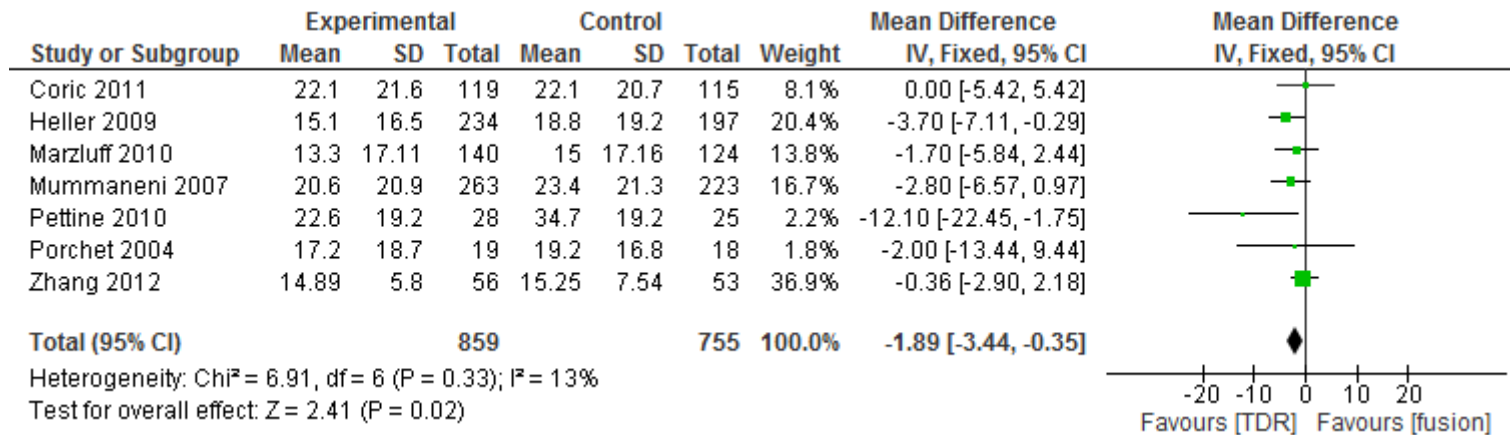 Experimental Control Mean Difference Mean Difference
Study or Subgroup Mean SD Total Mean SD Total Weight IV, Fixed, 95% CI IV, Fixed, 95% CI
Coric 2011 22.1 21.6 119 22.1 20.7 115 8.1% 0.00 [-5.42, 5.42]
Heller 2009 15.1 16.5 234 18.8 19.2 197 20.4% -3.70 [-7.11, -0.29]
Marzluff 2010 13.3 17.11 140 15 17.16 124 13.8% -1.70 [-5.84, 2.44]
Mummaneni 2007 20.6 20.9 263 23.4 21.3 223 16.7% -2.80 [-6.57, 0.97]
Pettine 2010 22.6 19.2 28 34.7 19.2 25 2.2% -12.10 [-22.45, -1.75]
Porchet 2004 17.2 18.7 19 19.2 16.8 18 1.8% -2.00 [-13.44, 9.44]
Zhang 2012 14.89 5.8 56 15.25 7.54 53 36.9% -0.36 [-2.90, 2.18]
Total (95% CI) 859 755 100.0% -1.89 [-3.44, -0.35]
Heterogeneity: Chi² = 6.91, df = 6 (P = 0.33); I² = 13%
Test for overall effect: Z = 2.41 (P = 0.02)
-20 -10 0 10 20
Favours [TDR] Favours [fusion]